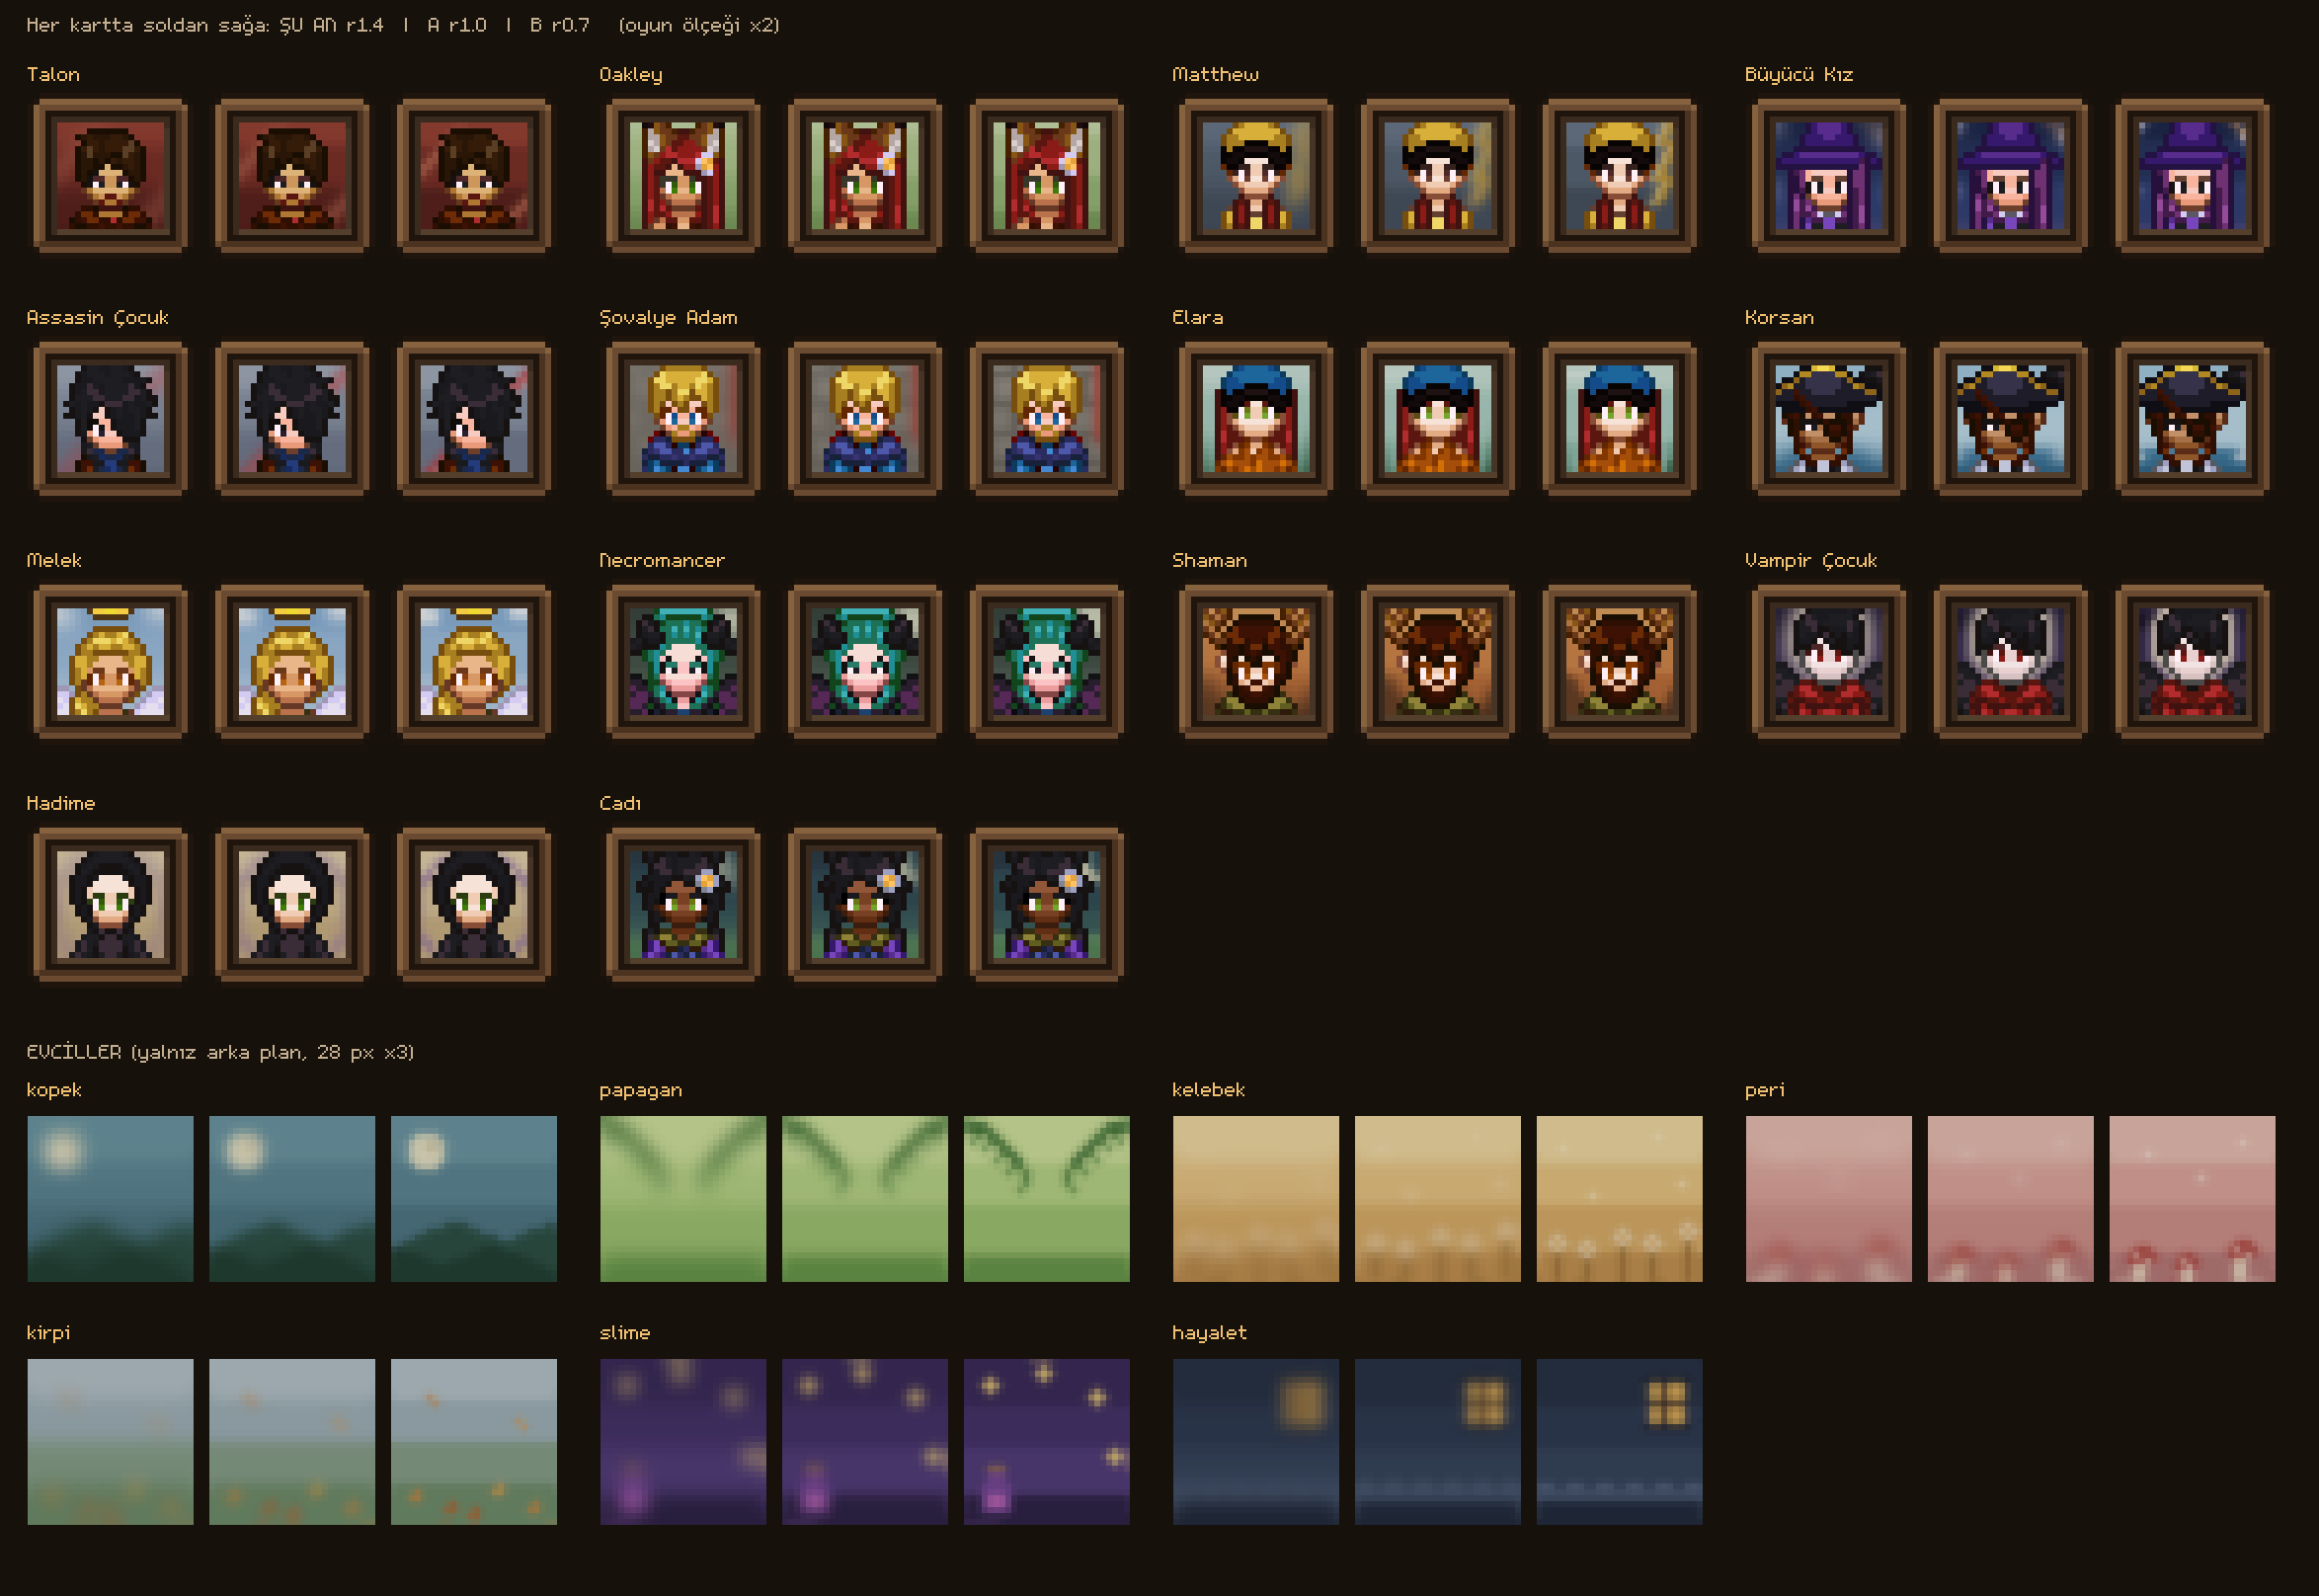 Her kartta soldan sağa: ŞU AN r1.4 | A r1.0 | B r0.7 (oyun ölçeği x2)
Talon Oakley Matthew Büyücü Kız
Assasin Çocuk Şovalye Adam Elara Korsan
Melek Necromancer Shaman Vampir Çocuk
Hadime Cadı
EVCİLLER (yalnız arka plan, 28 px x3)
kopek papagan kelebek peri
kirpi slime hayalet